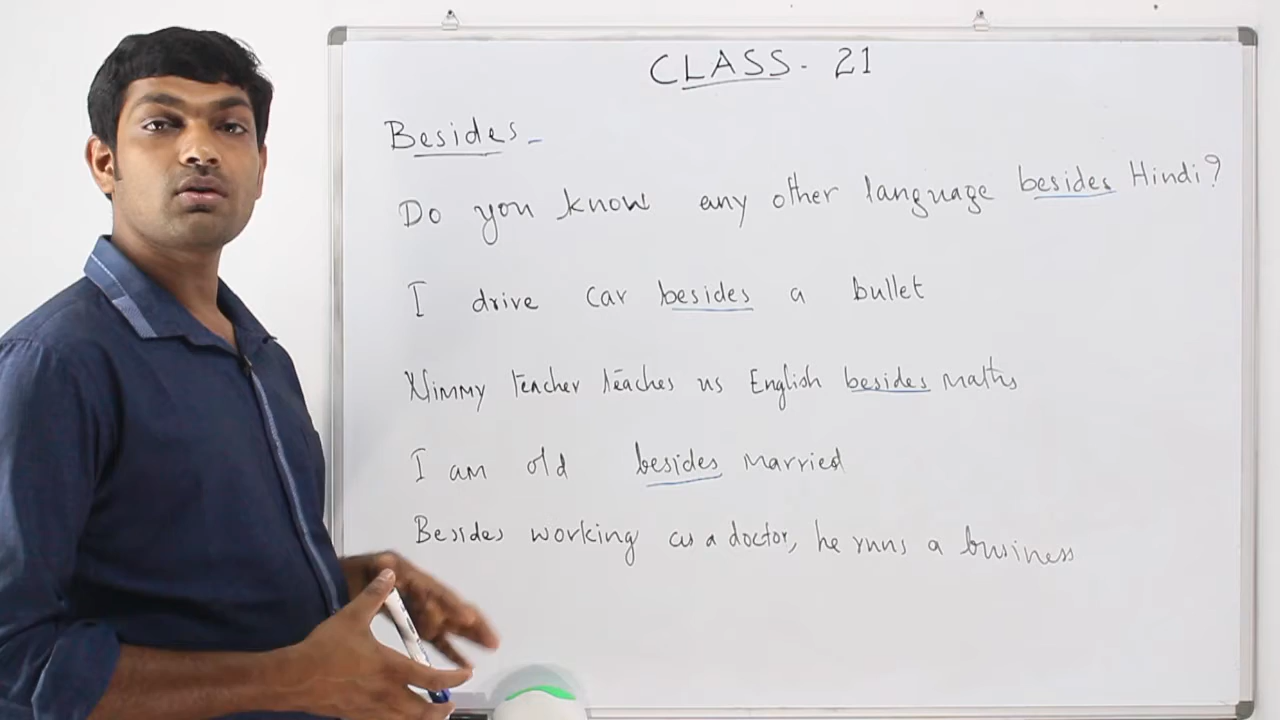 CLASS - 21
Besides -
Do you know any other language besides Hindi?
I drive car besides a bullet
Nimmy teacher teaches us English besides maths
I am old besides married
Besides working as a doctor, he runs a business